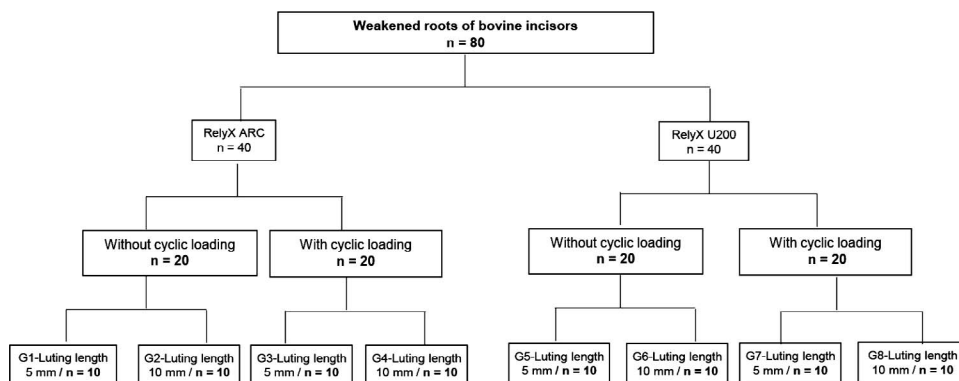 Weakened roots of bovine incisors
n = 80
RelyX ARC
n = 40
RelyX U200
n = 40
Without cyclic loading
n = 20
With cyclic loading
n = 20
Without cyclic loading
n = 20
With cyclic loading
n = 20
G1-Luting length
5 mm / n = 10
G2-Luting length
10 mm / n = 10
G3-Luting length
5 mm / n = 10
G4-Luting length
10 mm / n = 10
G5-Luting length
5 mm / n = 10
G6-Luting length
10 mm / n = 10
G7-Luting length
5 mm / n = 10
G8-Luting length
10 mm / n = 10